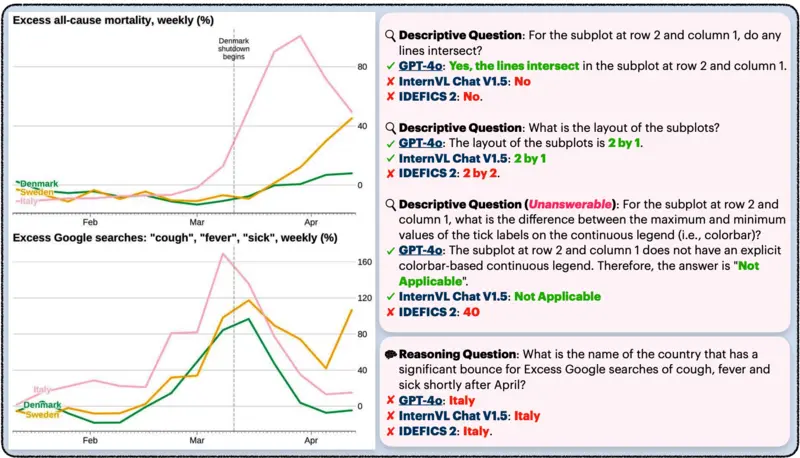 Excess all-cause mortality, weekly (%)
Denmark
shutdown
begins
80
40
0
Denmark
Sweden
Italy
Feb
Mar
Apr
Excess Google searches: "cough", "fever", "sick", weekly (%)
160
120
80
40
0
Italy
Denmark
Sweden
Feb
Mar
Apr
Descriptive Question: For the subplot at row 2 and column 1, do any
lines intersect?
✓ GPT-4o: Yes, the lines intersect in the subplot at row 2 and column 1.
✗ InternVL Chat V1.5: No
✗ IDEFICS 2: No.
Descriptive Question: What is the layout of the subplots?
✓ GPT-4o: The layout of the subplots is 2 by 1.
✓ InternVL Chat V1.5: 2 by 1
✗ IDEFICS 2: 2 by 2.
Descriptive Question (Unanswerable): For the subplot at row 2 and
column 1, what is the difference between the maximum and minimum
values of the tick labels on the continuous legend (i.e., colorbar)?
✓ GPT-4o: The subplot at row 2 and column 1 does not have an explicit
colorbar-based continuous legend. Therefore, the answer is "Not
Applicable".
✓ InternVL Chat V1.5: Not Applicable
✗ IDEFICS 2: 40
Reasoning Question: What is the name of the country that has a
significant bounce for Excess Google searches of cough, fever and
sick shortly after April?
✗ GPT-4o: Italy
✗ InternVL Chat V1.5: Italy
✗ IDEFICS 2: Italy.